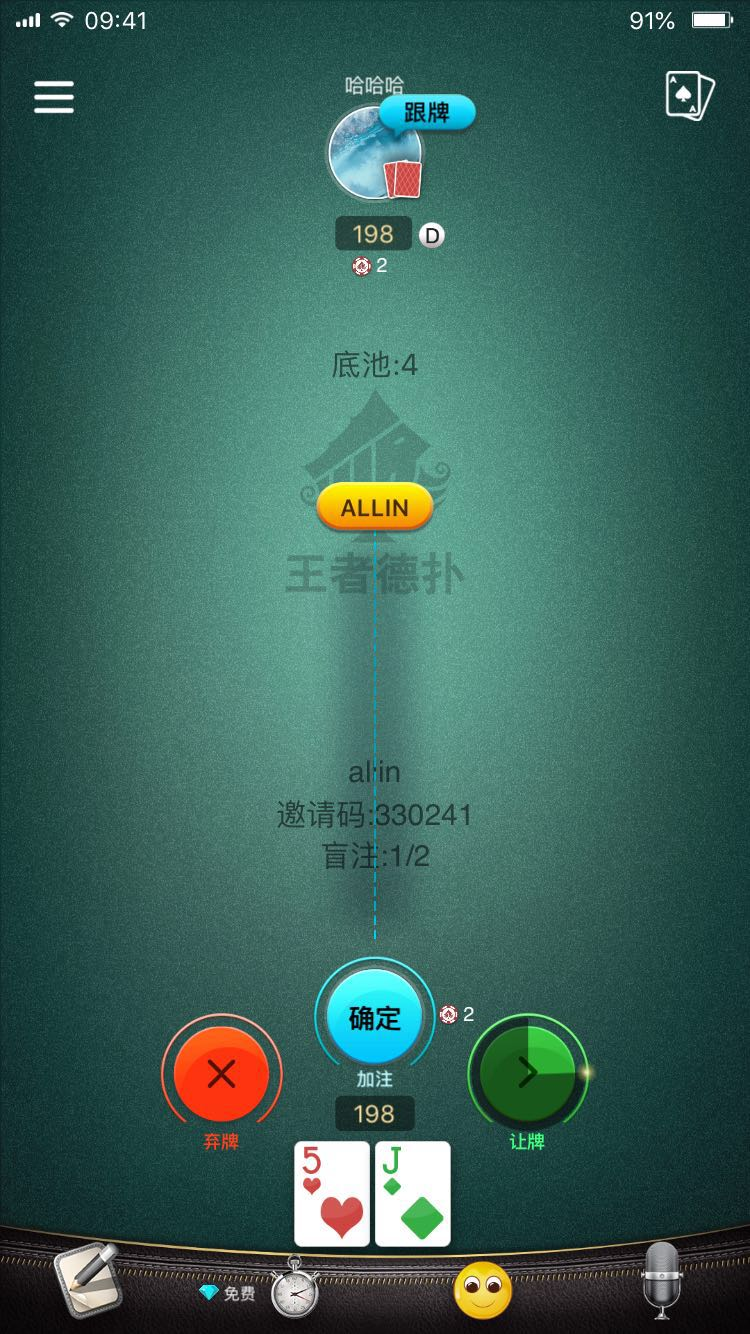 09:41
91%
哈哈哈
跟牌
198
D
2
底池:4
ALLIN
王者德扑
allin
邀请码:330241
盲注:1/2
确定
2
加注
198
弃牌
让牌
5
J
免费